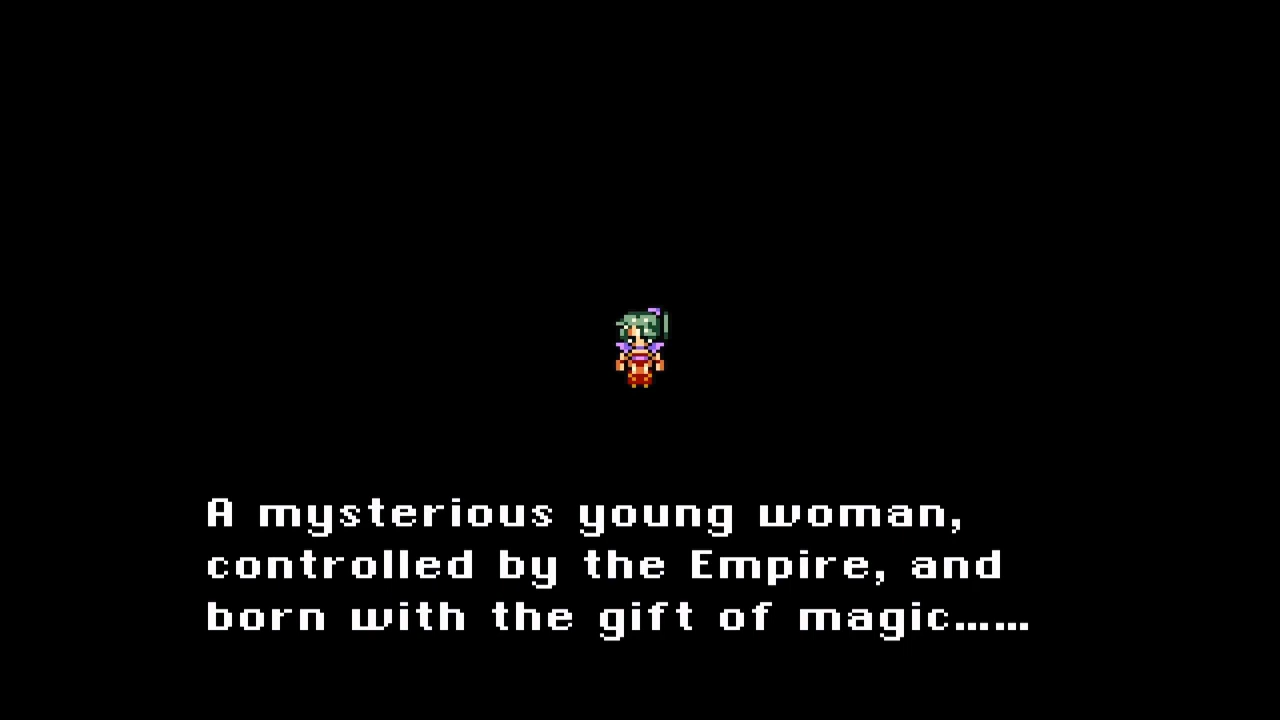 A mysterious young woman,
controlled by the Empire, and
born with the gift of magic……